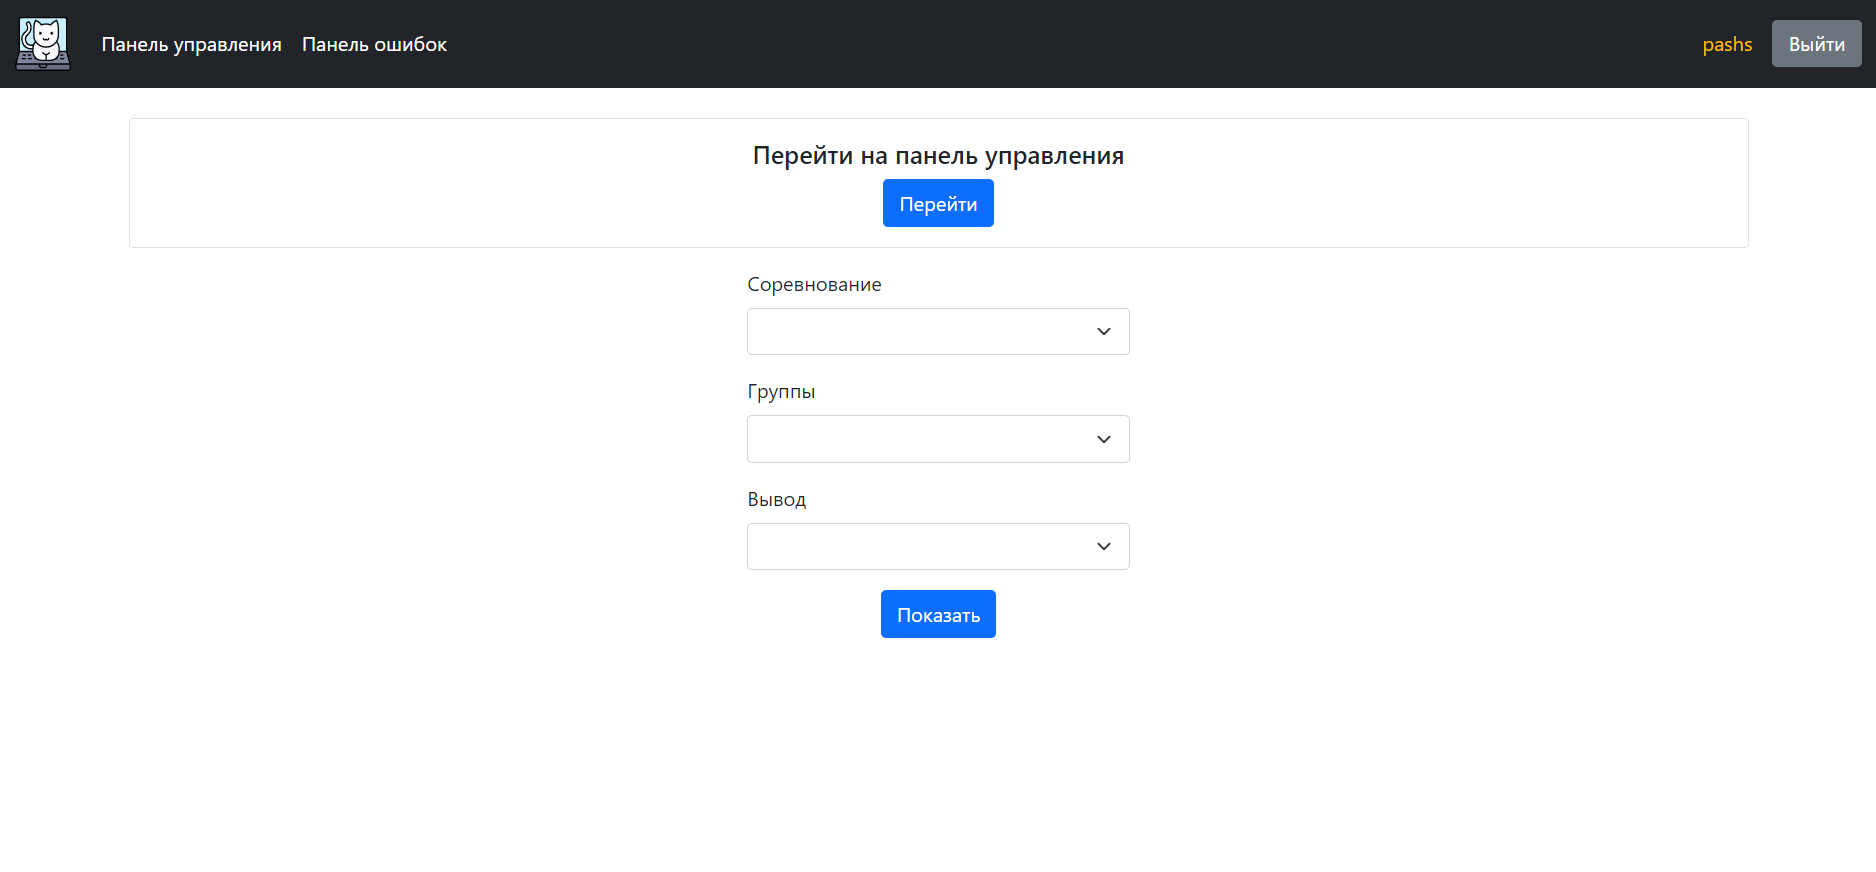 Панель управления Панель ошибок pashs Выйти
Перейти на панель управления
Перейти
Соревнование
Группы
Вывод
Показать